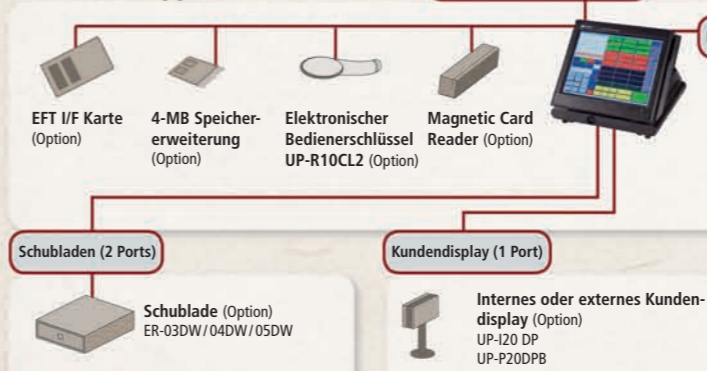 EFT I/F Karte
(Option)
4-MB Speicher-
erweiterung
(Option)
Elektronischer
Bedienerschlüssel
UP-R10CL2 (Option)
Magnetic Card
Reader (Option)
Schubladen (2 Ports)
Schublade (Option)
ER-03DW/04DW/05DW
Kundendisplay (1 Port)
Internes oder externes Kunden-
display (Option)
UP-I20 DP
UP-P20DPB